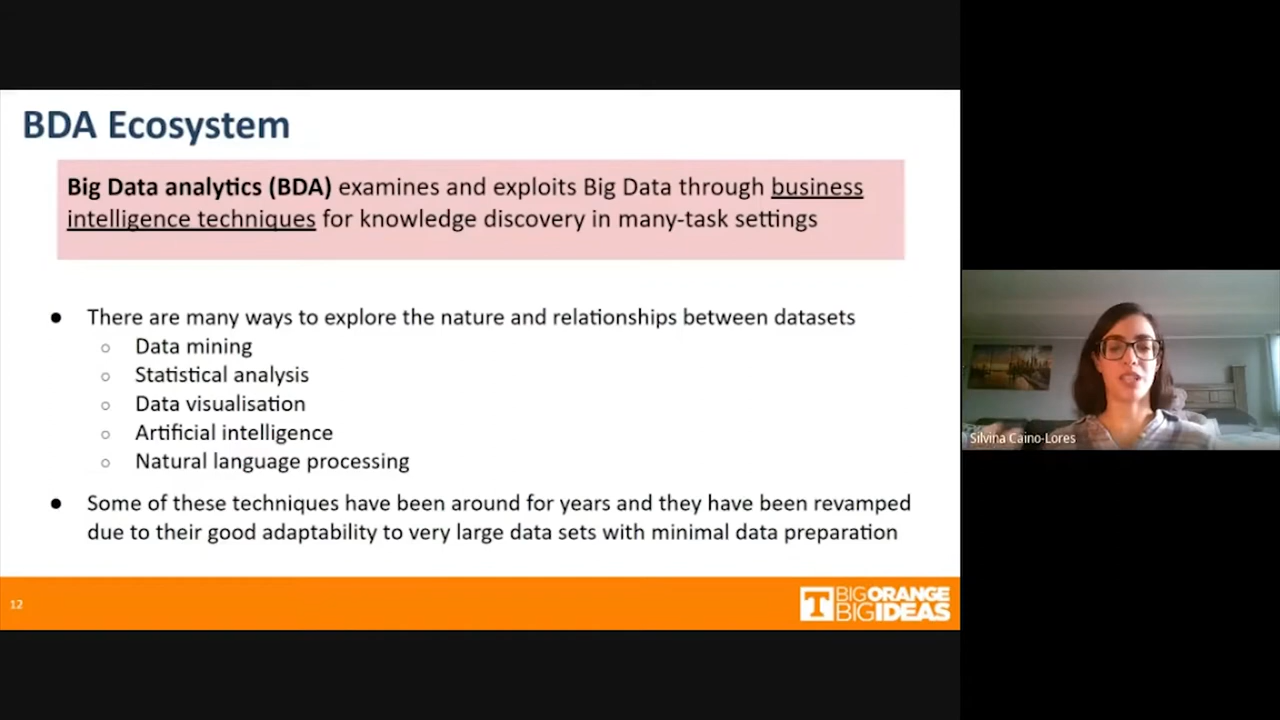 BDA Ecosystem
Big Data analytics (BDA) examines and exploits Big Data through business
intelligence techniques for knowledge discovery in many-task settings
● There are many ways to explore the nature and relationships between datasets
○ Data mining
○ Statistical analysis
○ Data visualisation
○ Artificial intelligence
○ Natural language processing
● Some of these techniques have been around for years and they have been revamped
due to their good adaptability to very large data sets with minimal data preparation
12
T BIG ORANGE
BIG IDEAS
Silvina Caino-Lores